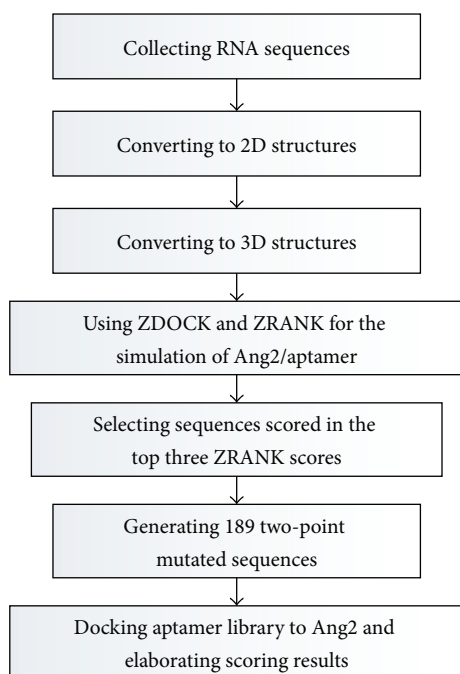 Collecting RNA sequences
Converting to 2D structures
Converting to 3D structures
Using ZDOCK and ZRANK for the
simulation of Ang2/aptamer
Selecting sequences scored in the
top three ZRANK scores
Generating 189 two-point
mutated sequences
Docking aptamer library to Ang2 and
elaborating scoring results